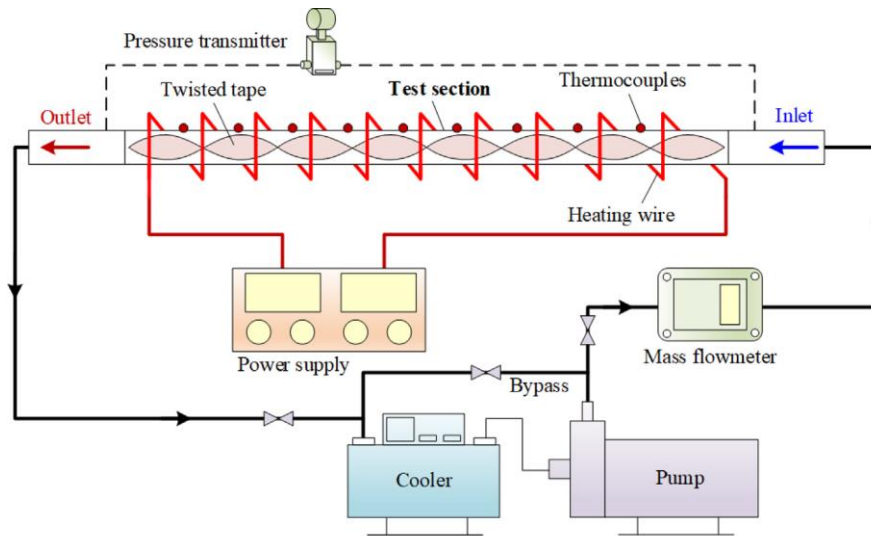 Pressure transmitter
Twisted tape
Test section
Thermocouples
Outlet
Inlet
Heating wire
Power supply
Mass flowmeter
Bypass
Cooler
Pump